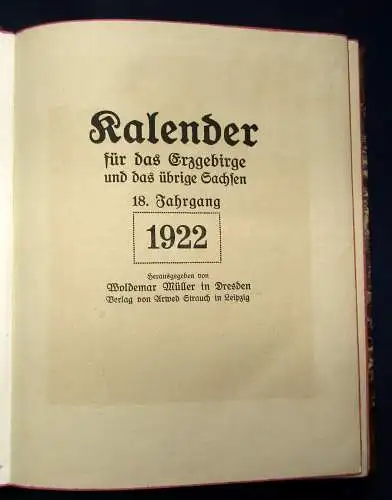 Kalender
für das Erzgebirge
und das übrige Sachsen
18. Jahrgang
1922
Herausgegeben von
Woldemar Müller in Dresden
Verlag von Arwed Strauch in Leipzig